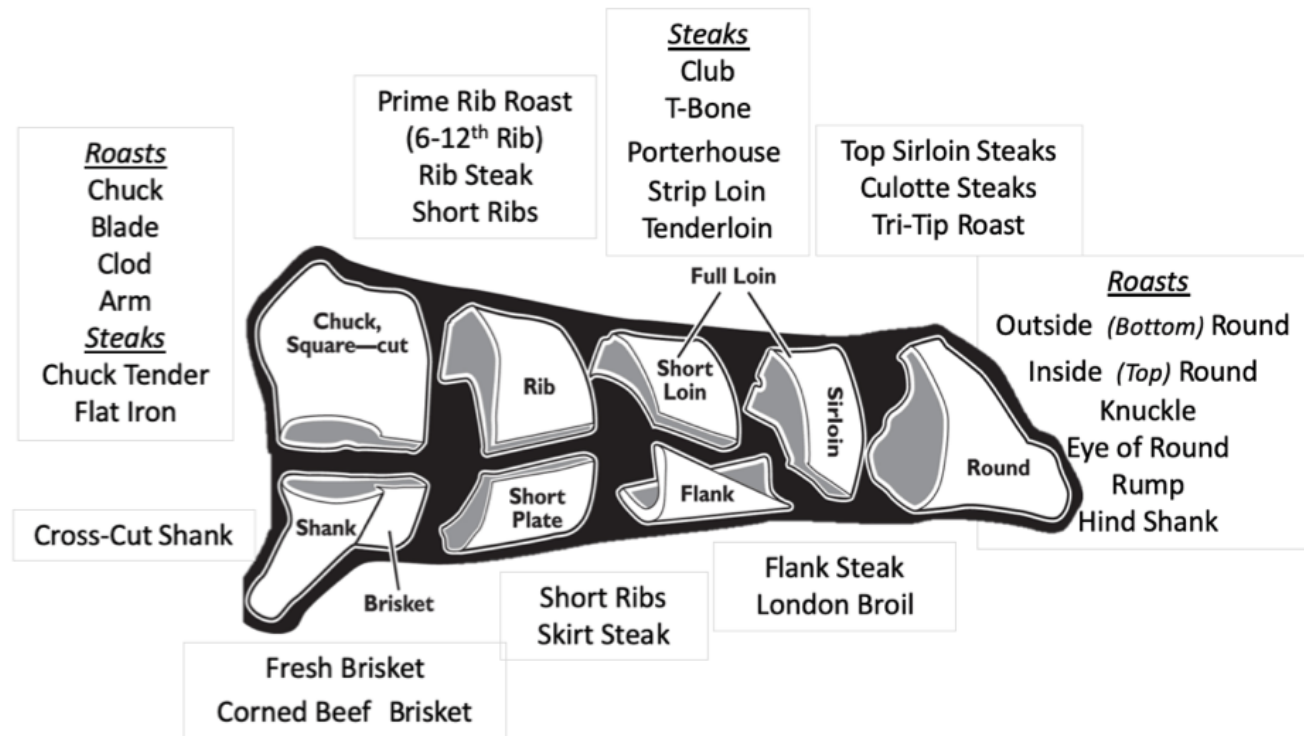 Steaks
Club
T-Bone
Porterhouse
Strip Loin
Tenderloin
Prime Rib Roast
(6-12th Rib)
Rib Steak
Short Ribs
Roasts
Chuck
Blade
Clod
Arm
Steaks
Chuck Tender
Flat Iron
Top Sirloin Steaks
Culotte Steaks
Tri-Tip Roast
Roasts
Outside (Bottom) Round
Inside (Top) Round
Knuckle
Eye of Round
Rump
Hind Shank
Full Loin
Chuck,
Square—cut
Rib
Short
Loin
Sirloin
Round
Shank
Short
Plate
Flank
Brisket
Cross-Cut Shank
Flank Steak
London Broil
Short Ribs
Skirt Steak
Fresh Brisket
Corned Beef Brisket